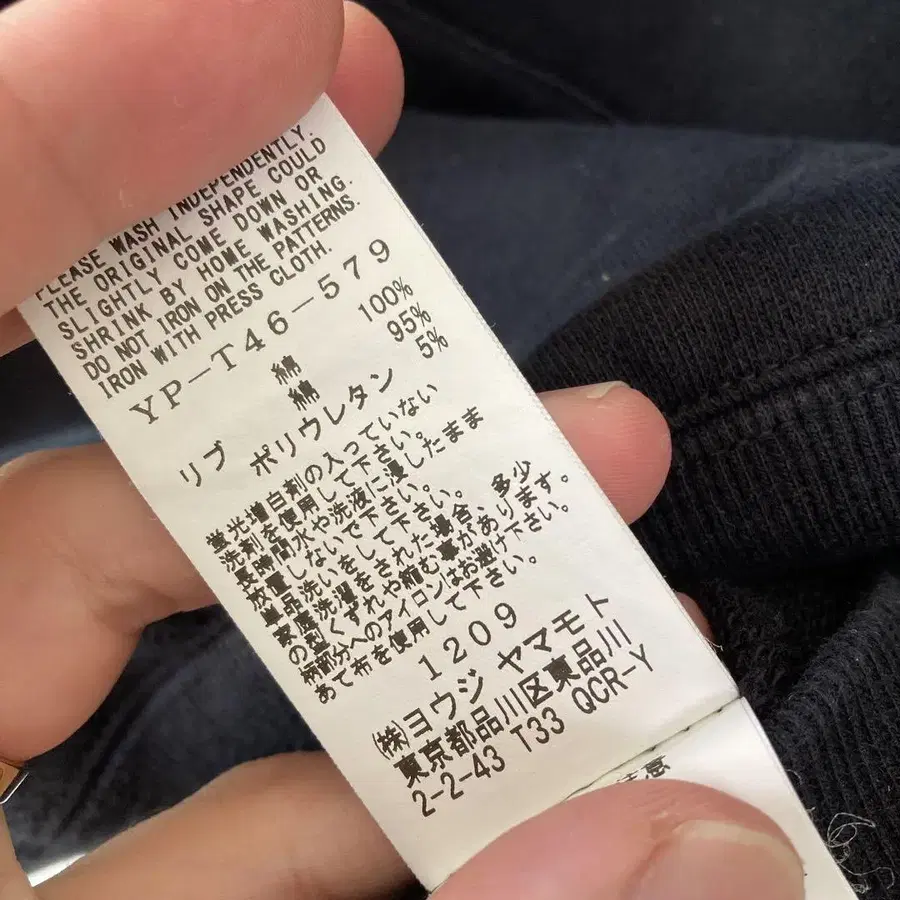 PLEASE WASH INDEPENDENTLY.
THE ORIGINAL SHAPE COULD
SLIGHTLY COME DOWN OR
SHRINK BY HOME WASHING.
DO NOT IRON ON THE PATTERNS.
IRON WITH PRESS CLOTH.
YP-T46-579
綿 100%
リブ 綿 95%
ポリウレタン 5%
蛍光増白剤の入っていない
洗剤を使用して下さい。
長時間水や洗液に浸したまま
放置しないで下さい。
単品洗いをして下さい。
家庭洗濯をされた場合、多少
の型くずれや縮む事があります。
柄部分へのアイロンはお避け下さい。
あて布を使用して下さい。
1209
(株)ヨウジ ヤマモト
東京都品川区東品川
2-2-43 T33 QCR-Y